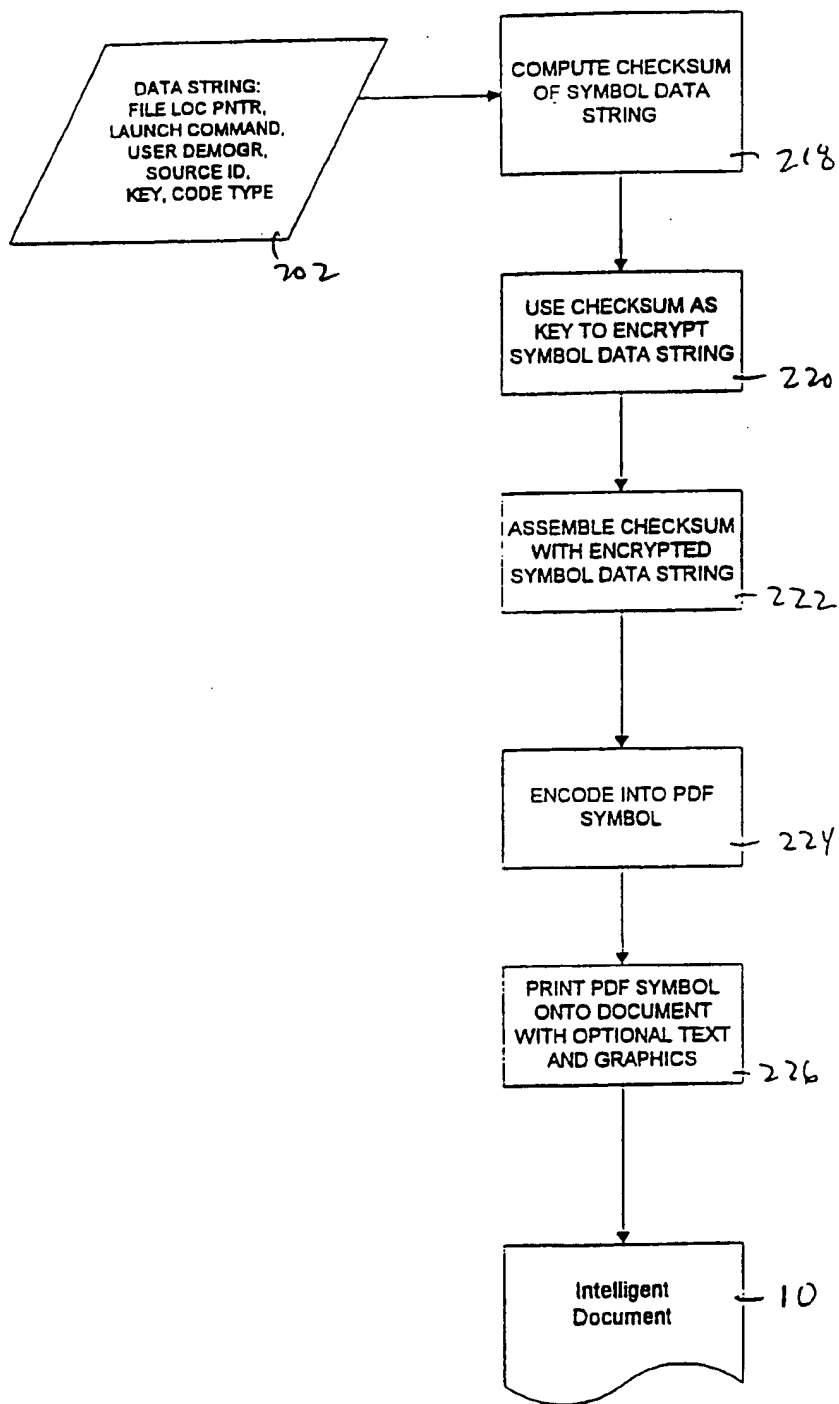 DATA STRING:
FILE LOC PNTR,
LAUNCH COMMAND,
USER DEMOGR,
SOURCE ID,
KEY, CODE TYPE
202
COMPUTE CHECKSUM
OF SYMBOL DATA
STRING
218
USE CHECKSUM AS
KEY TO ENCRYPT
SYMBOL DATA STRING
220
ASSEMBLE CHECKSUM
WITH ENCRYPTED
SYMBOL DATA STRING
222
ENCODE INTO PDF
SYMBOL
224
PRINT PDF SYMBOL
ONTO DOCUMENT
WITH OPTIONAL TEXT
AND GRAPHICS
226
Intelligent
Document
10